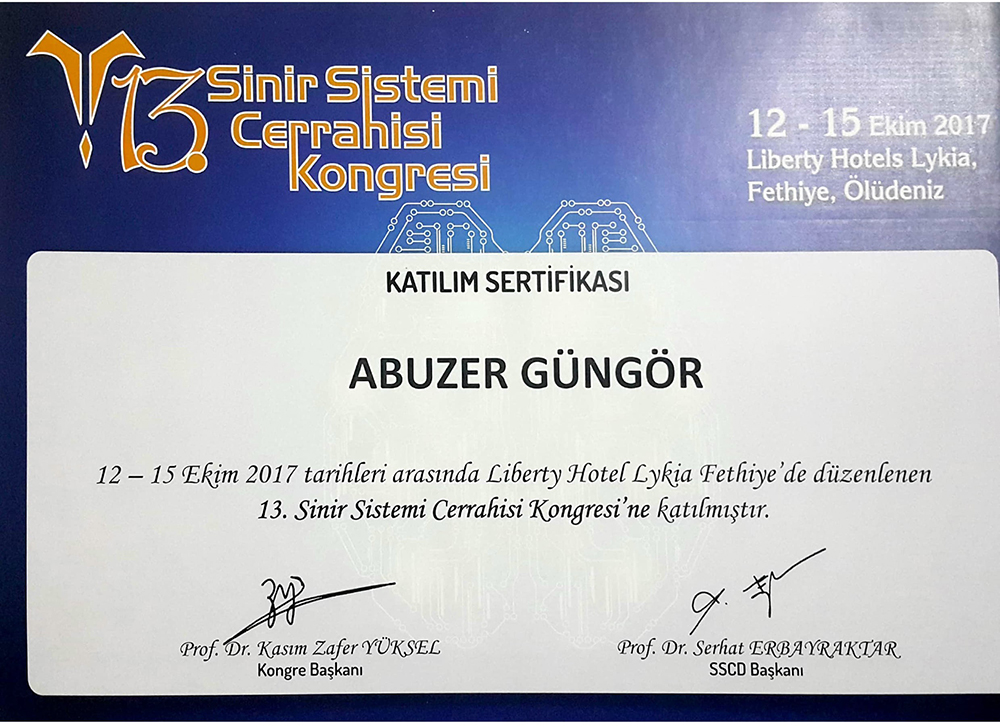 13. Sinir Sistemi
Cerrahisi
Kongresi
12 - 15 Ekim 2017
Liberty Hotels Lykia,
Fethiye, Ölüdeniz
KATILIM SERTİFİKASI
ABUZER GÜNGÖR
12 – 15 Ekim 2017 tarihleri arasında Liberty Hotel Lykia Fethiye'de düzenlenen
13. Sinir Sistemi Cerrahisi Kongresi'ne katılmıştır.
Prof. Dr. Kasım Zafer YÜKSEL
Kongre Başkanı
Prof. Dr. Serhat ERBAYRAKTAR
SSCD Başkanı